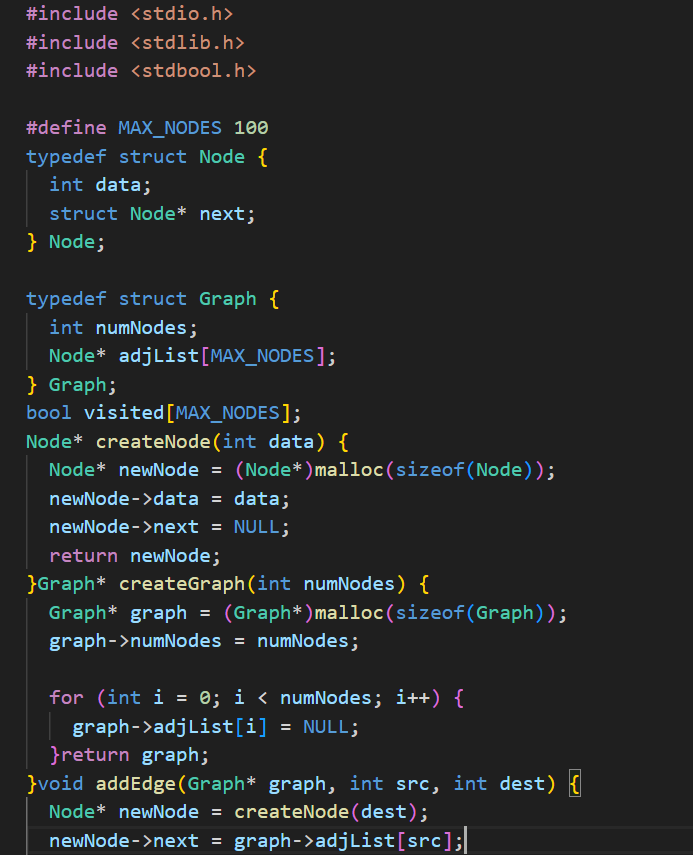 #include <stdio.h>
#include <stdlib.h>
#include <stdbool.h>

#define MAX_NODES 100
typedef struct Node {
  int data;
  struct Node* next;
} Node;

typedef struct Graph {
  int numNodes;
  Node* adjList[MAX_NODES];
} Graph;
bool visited[MAX_NODES];
Node* createNode(int data) {
  Node* newNode = (Node*)malloc(sizeof(Node));
  newNode->data = data;
  newNode->next = NULL;
  return newNode;
}Graph* createGraph(int numNodes) {
  Graph* graph = (Graph*)malloc(sizeof(Graph));
  graph->numNodes = numNodes;

  for (int i = 0; i < numNodes; i++) {
    graph->adjList[i] = NULL;
  }return graph;
}void addEdge(Graph* graph, int src, int dest) {
  Node* newNode = createNode(dest);
  newNode->next = graph->adjList[src];